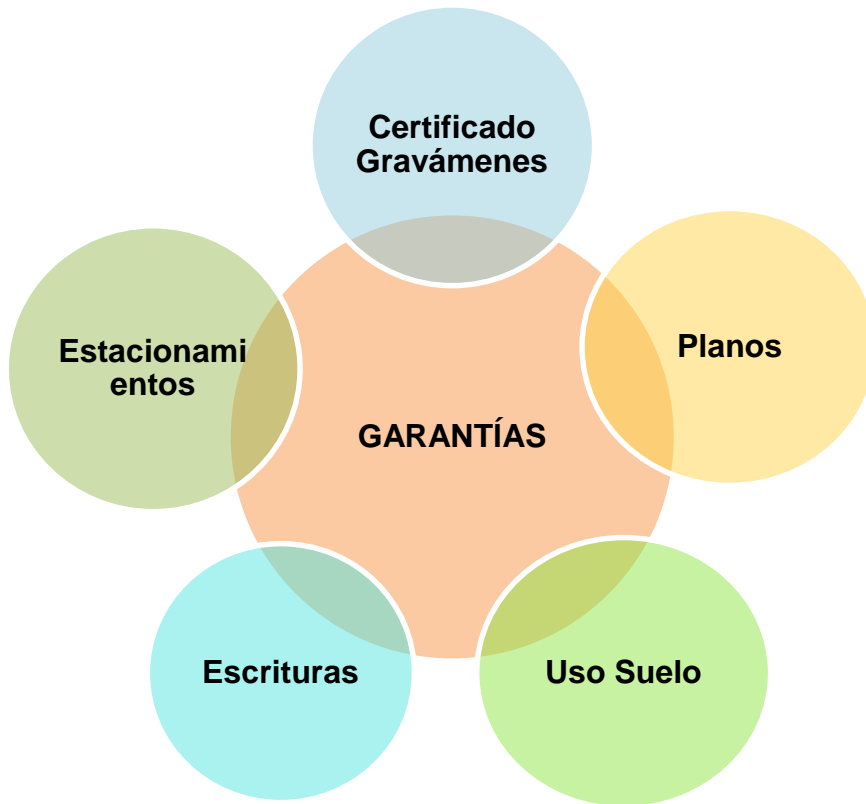 Certificado
Gravámenes
Planos
Estacionami
entos
GARANTÍAS
Escrituras
Uso Suelo